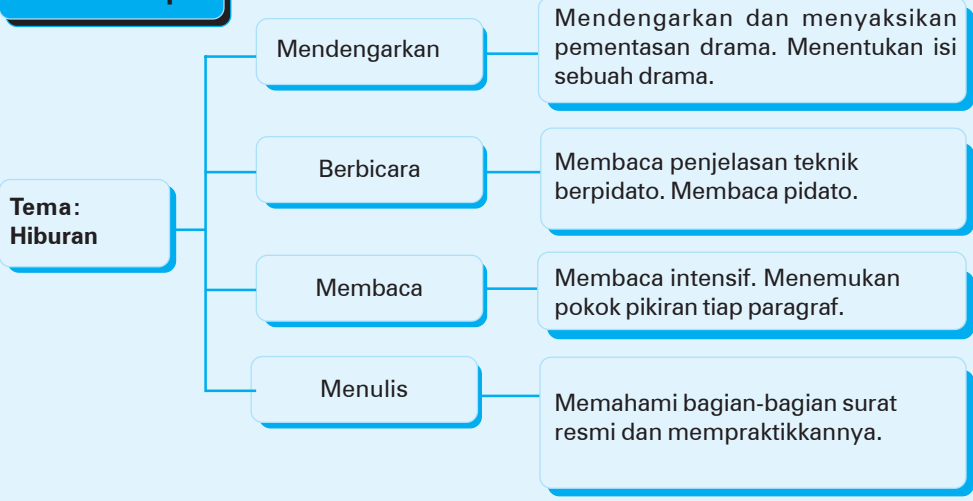 Mendengarkan
Mendengarkan dan menyaksikan
pementasan drama. Menentukan isi
sebuah drama.
Berbicara
Membaca penjelasan teknik
berpidato. Membaca pidato.
Tema:
Hiburan
Membaca
Membaca intensif. Menemukan
pokok pikiran tiap paragraf.
Menulis
Memahami bagian-bagian surat
resmi dan mempraktikkannya.